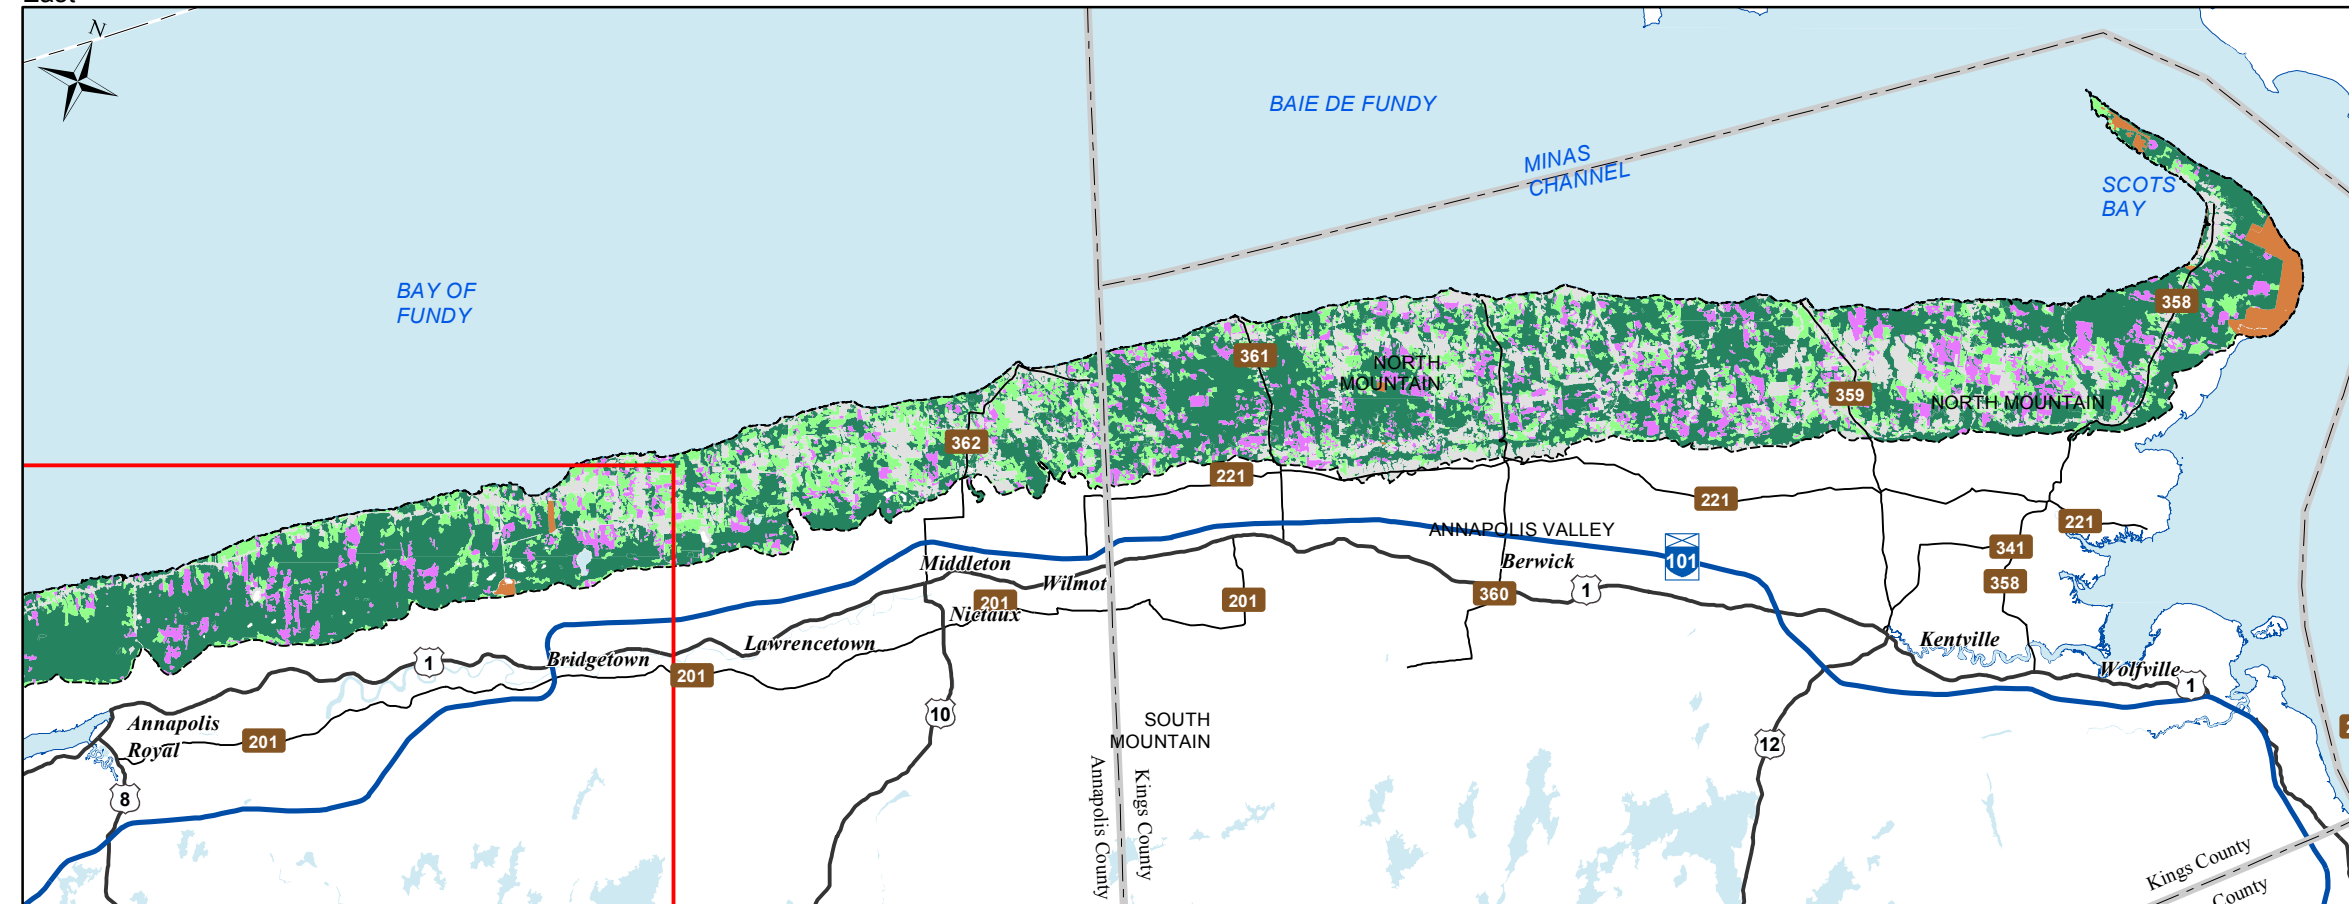 East
N
BAIE DE FUNDY
MINAS
CHANNEL
SCOTS
BAY
BAY OF
FUNDY
358
361
NORTH
MOUNTAIN
359
NORTH MOUNTAIN
362
221
221
221
ANNAPOLIS VALLEY
101
341
Middleton
Berwick
Wilmot
358
360
1
201
201
Nictaux
Lawrencetown
Kentville
1
Bridgetown
201
Wolfville
1
10
SOUTH
MOUNTAIN
Annapolis
Royal
201
12
8
Annapolis County
Kings County
Kings County
County